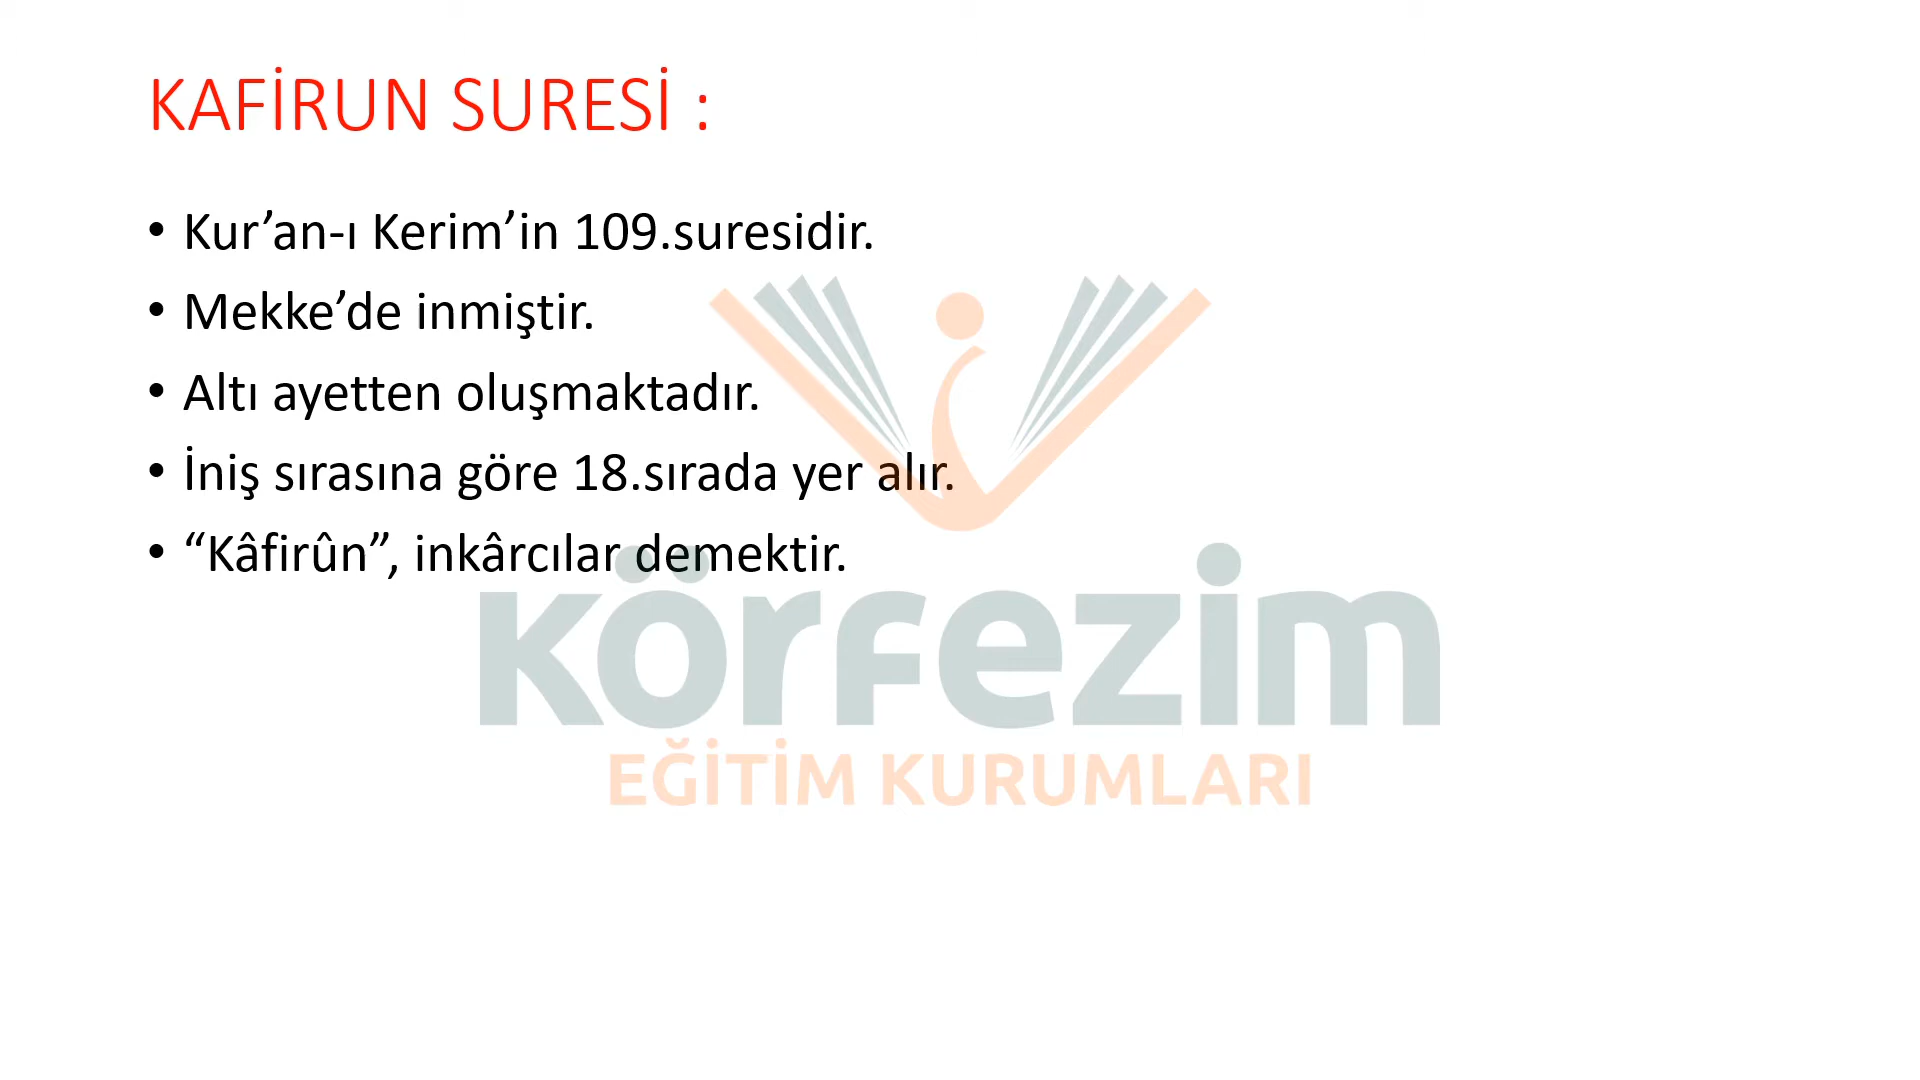 KAFİRUN SURESİ :
• Kur’an-ı Kerim’in 109.suresidir.
• Mekke’de inmiştir.
• Altı ayetten oluşmaktadır.
• İniş sırasına göre 18.sırada yer alır.
• “Kâfirûn”, inkârcılar demektir.
körfezim
EĞİTİM KURUMLARI